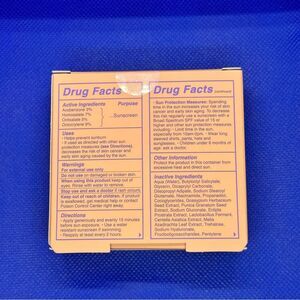 Drug Facts
Active Ingredients Purpose
Avobenzone 3%
Homosalate 7%
Octisalate 5%
Octocrylene 9%
Sunscreen
Uses
• Helps prevent sunburn
• If used as directed with other sun
protection measures (see Directions),
decreases the risk of skin cancer and
early skin aging caused by the sun.
Warnings
For external use only
Do not use on damaged or broken skin.
When using this product keep out of
eyes. Rinse with water to remove.
Stop use and ask a doctor if rash occurs.
Keep out of reach of children. If product
is swallowed, get medical help or contact
Poison Control Center right away.
Directions
• Apply generously and evenly 15 minutes
before sun exposure. • Use a water
resistant sunscreen if swimming
• Reapply at least every 2 hours.
Drug Facts (continued)
• Sun Protection Measures: Spending
time in the sun increases your risk of skin
cancer and early skin aging. To decrease
this risk regularly use a sunscreen with a
Broad Spectrum SPF value of 15 or
higher and other sun protection measures
including: • Limit time in the sun,
especially from 10am-2pm. • Wear long
sleeved shirts, pants, hats and
sunglasses • Children under 6 months of
age: ask a doctor.
Other Information
Protect the product in this container from
excessive heat and direct sun.
Inactive Ingredients
Aqua (Water),
Glycerin,
Niacinamide, Propanediol,
Extract,